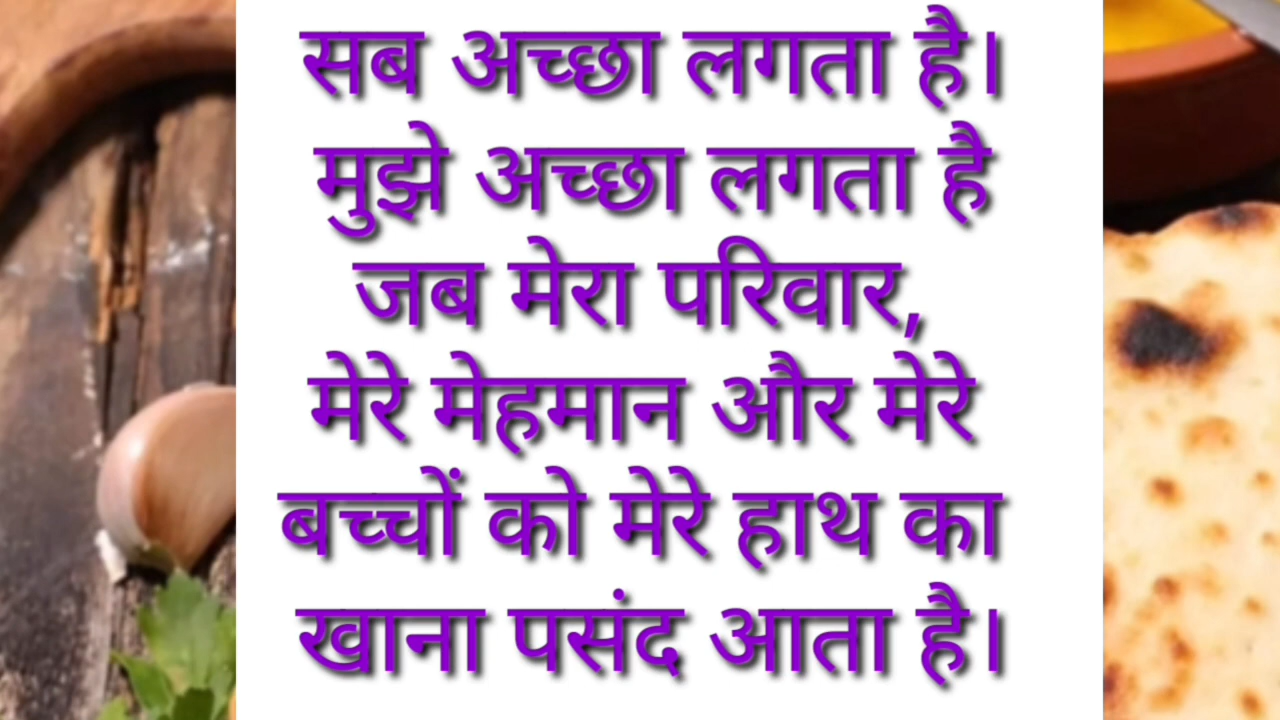 सब अच्छा लगता है।
मुझे अच्छा लगता है
जब मेरा परिवार,
मेरे मेहमान और मेरे
बच्चों को मेरे हाथ का
खाना पसंद आता है।